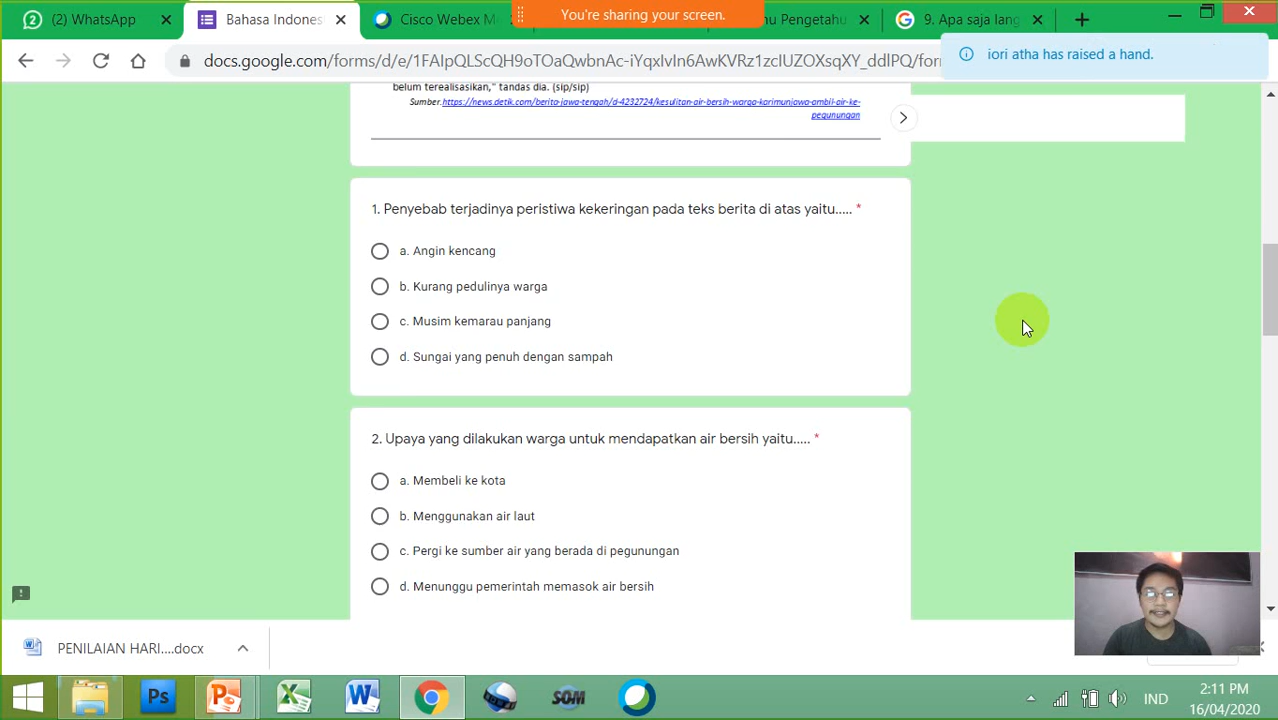 (2) WhatsApp
Bahasa Indones
Cisco Webex M
You're sharing your screen.
nu Pengetahu
9. Apa saja lang
docs.google.com/forms/d/e/1FAIpQLScQH9oTOaQwbnAc-iYqxIvIn6AwKVRz1zcIUZOXsqXY_ddlPQ/for
iori atha has raised a hand.
belum terealisasikan," tandas dia. (sip/sip)
Sumber.https://news.detik.com/berita-jawa-tengah/d-4232724/kesulitan-air-bersih-warga-karimunjawa-ambil-air-ke-
pegunungan
1. Penyebab terjadinya peristiwa kekeringan pada teks berita di atas yaitu..... *
a. Angin kencang
b. Kurang pedulinya warga
c. Musim kemarau panjang
d. Sungai yang penuh dengan sampah
2. Upaya yang dilakukan warga untuk mendapatkan air bersih yaitu..... *
a. Membeli ke kota
b. Menggunakan air laut
c. Pergi ke sumber air yang berada di pegunungan
d. Menunggu pemerintah memasok air bersih
PENILAIAN HARI....docx
Ps
SOM
IND
2:11 PM
16/04/2020